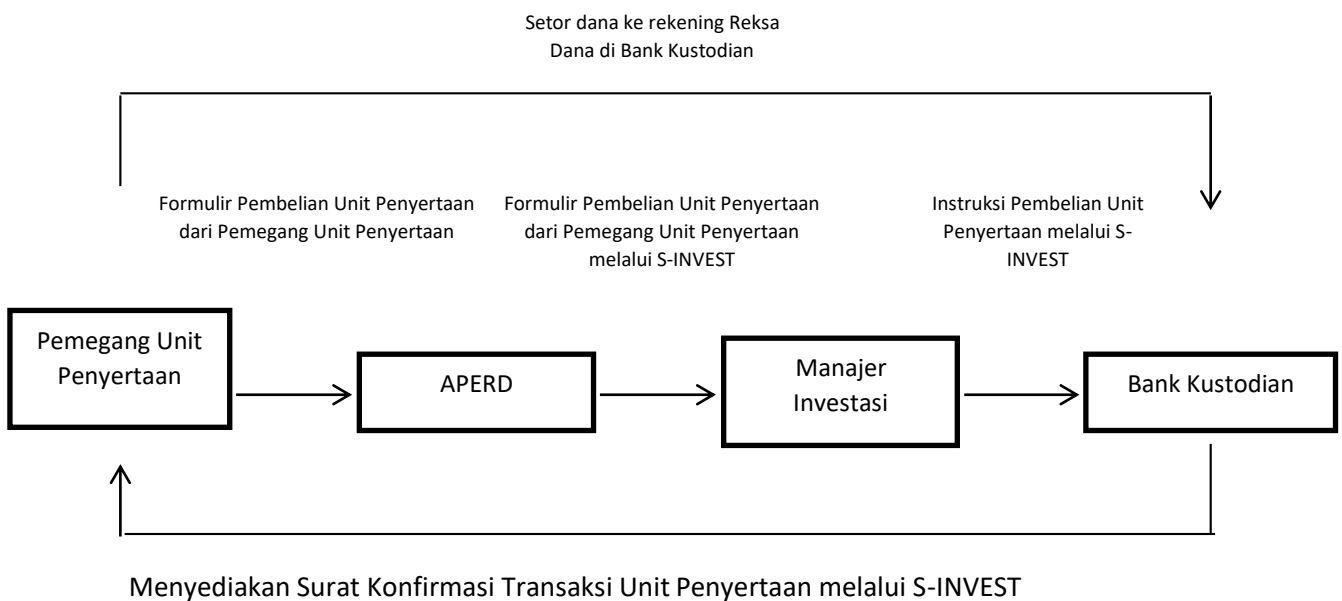 Setor dana ke rekening Reksa
Dana di Bank Kustodian
Formulir Pembelian Unit Penyertaan
dari Pemegang Unit Penyertaan
Formulir Pembelian Unit Penyertaan
dari Pemegang Unit Penyertaan
melalui S-INVEST
Instruksi Pembelian Unit
Penyertaan melalui S-
INVEST
Pemegang Unit
Penyertaan
APERD
Manajer
Investasi
Bank Kustodian
Menyediakan Surat Konfirmasi Transaksi Unit Penyertaan melalui S-INVEST